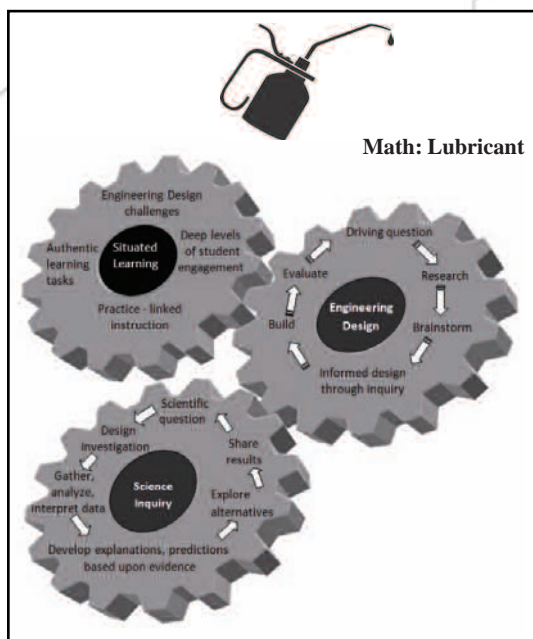 Math: Lubricant
Engineering Design
challenges
Authentic
learning
tasks
Situated
Learning
Deep levels
of student
engagement
Practice - linked
instruction
Driving question
Research
Brainstorm
Informed design
through inquiry
Build
Evaluate
Engineering
Design
Scientific
question
Design
investigation
Gather,
analyze,
interpret data
Develop explanations, predictions
based upon evidence
Explore
alternatives
Share
results
Science
Inquiry